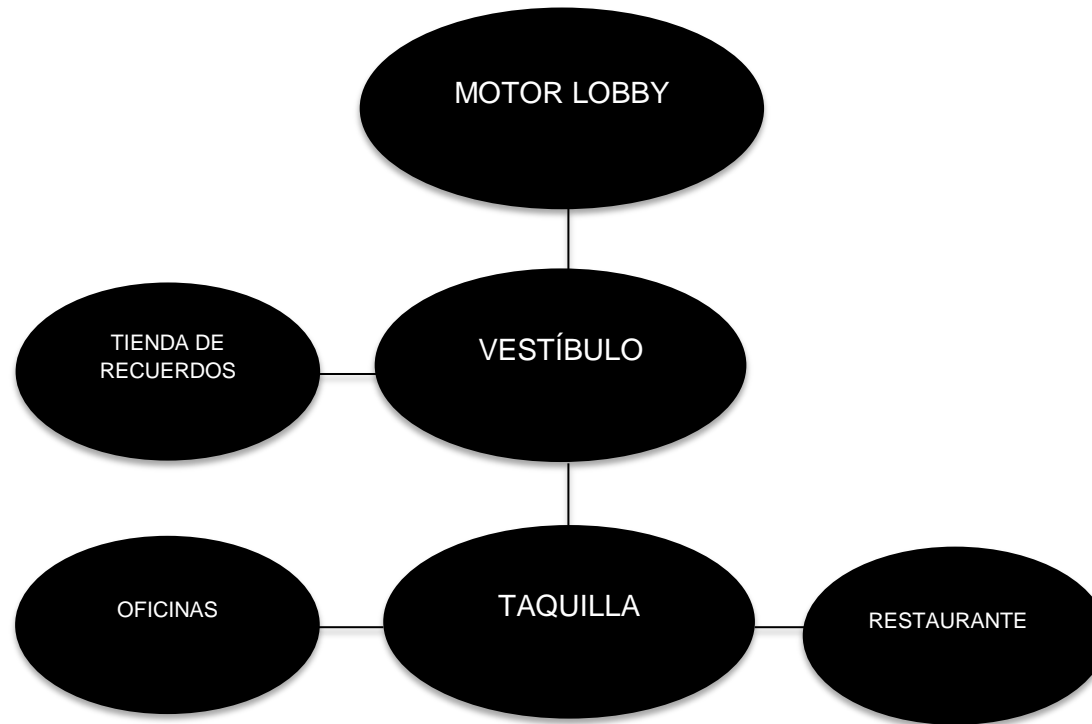 MOTOR LOBBY
TIENDA DE
RECUERDOS
VESTÍBULO
OFICINAS
TAQUILLA
RESTAURANTE